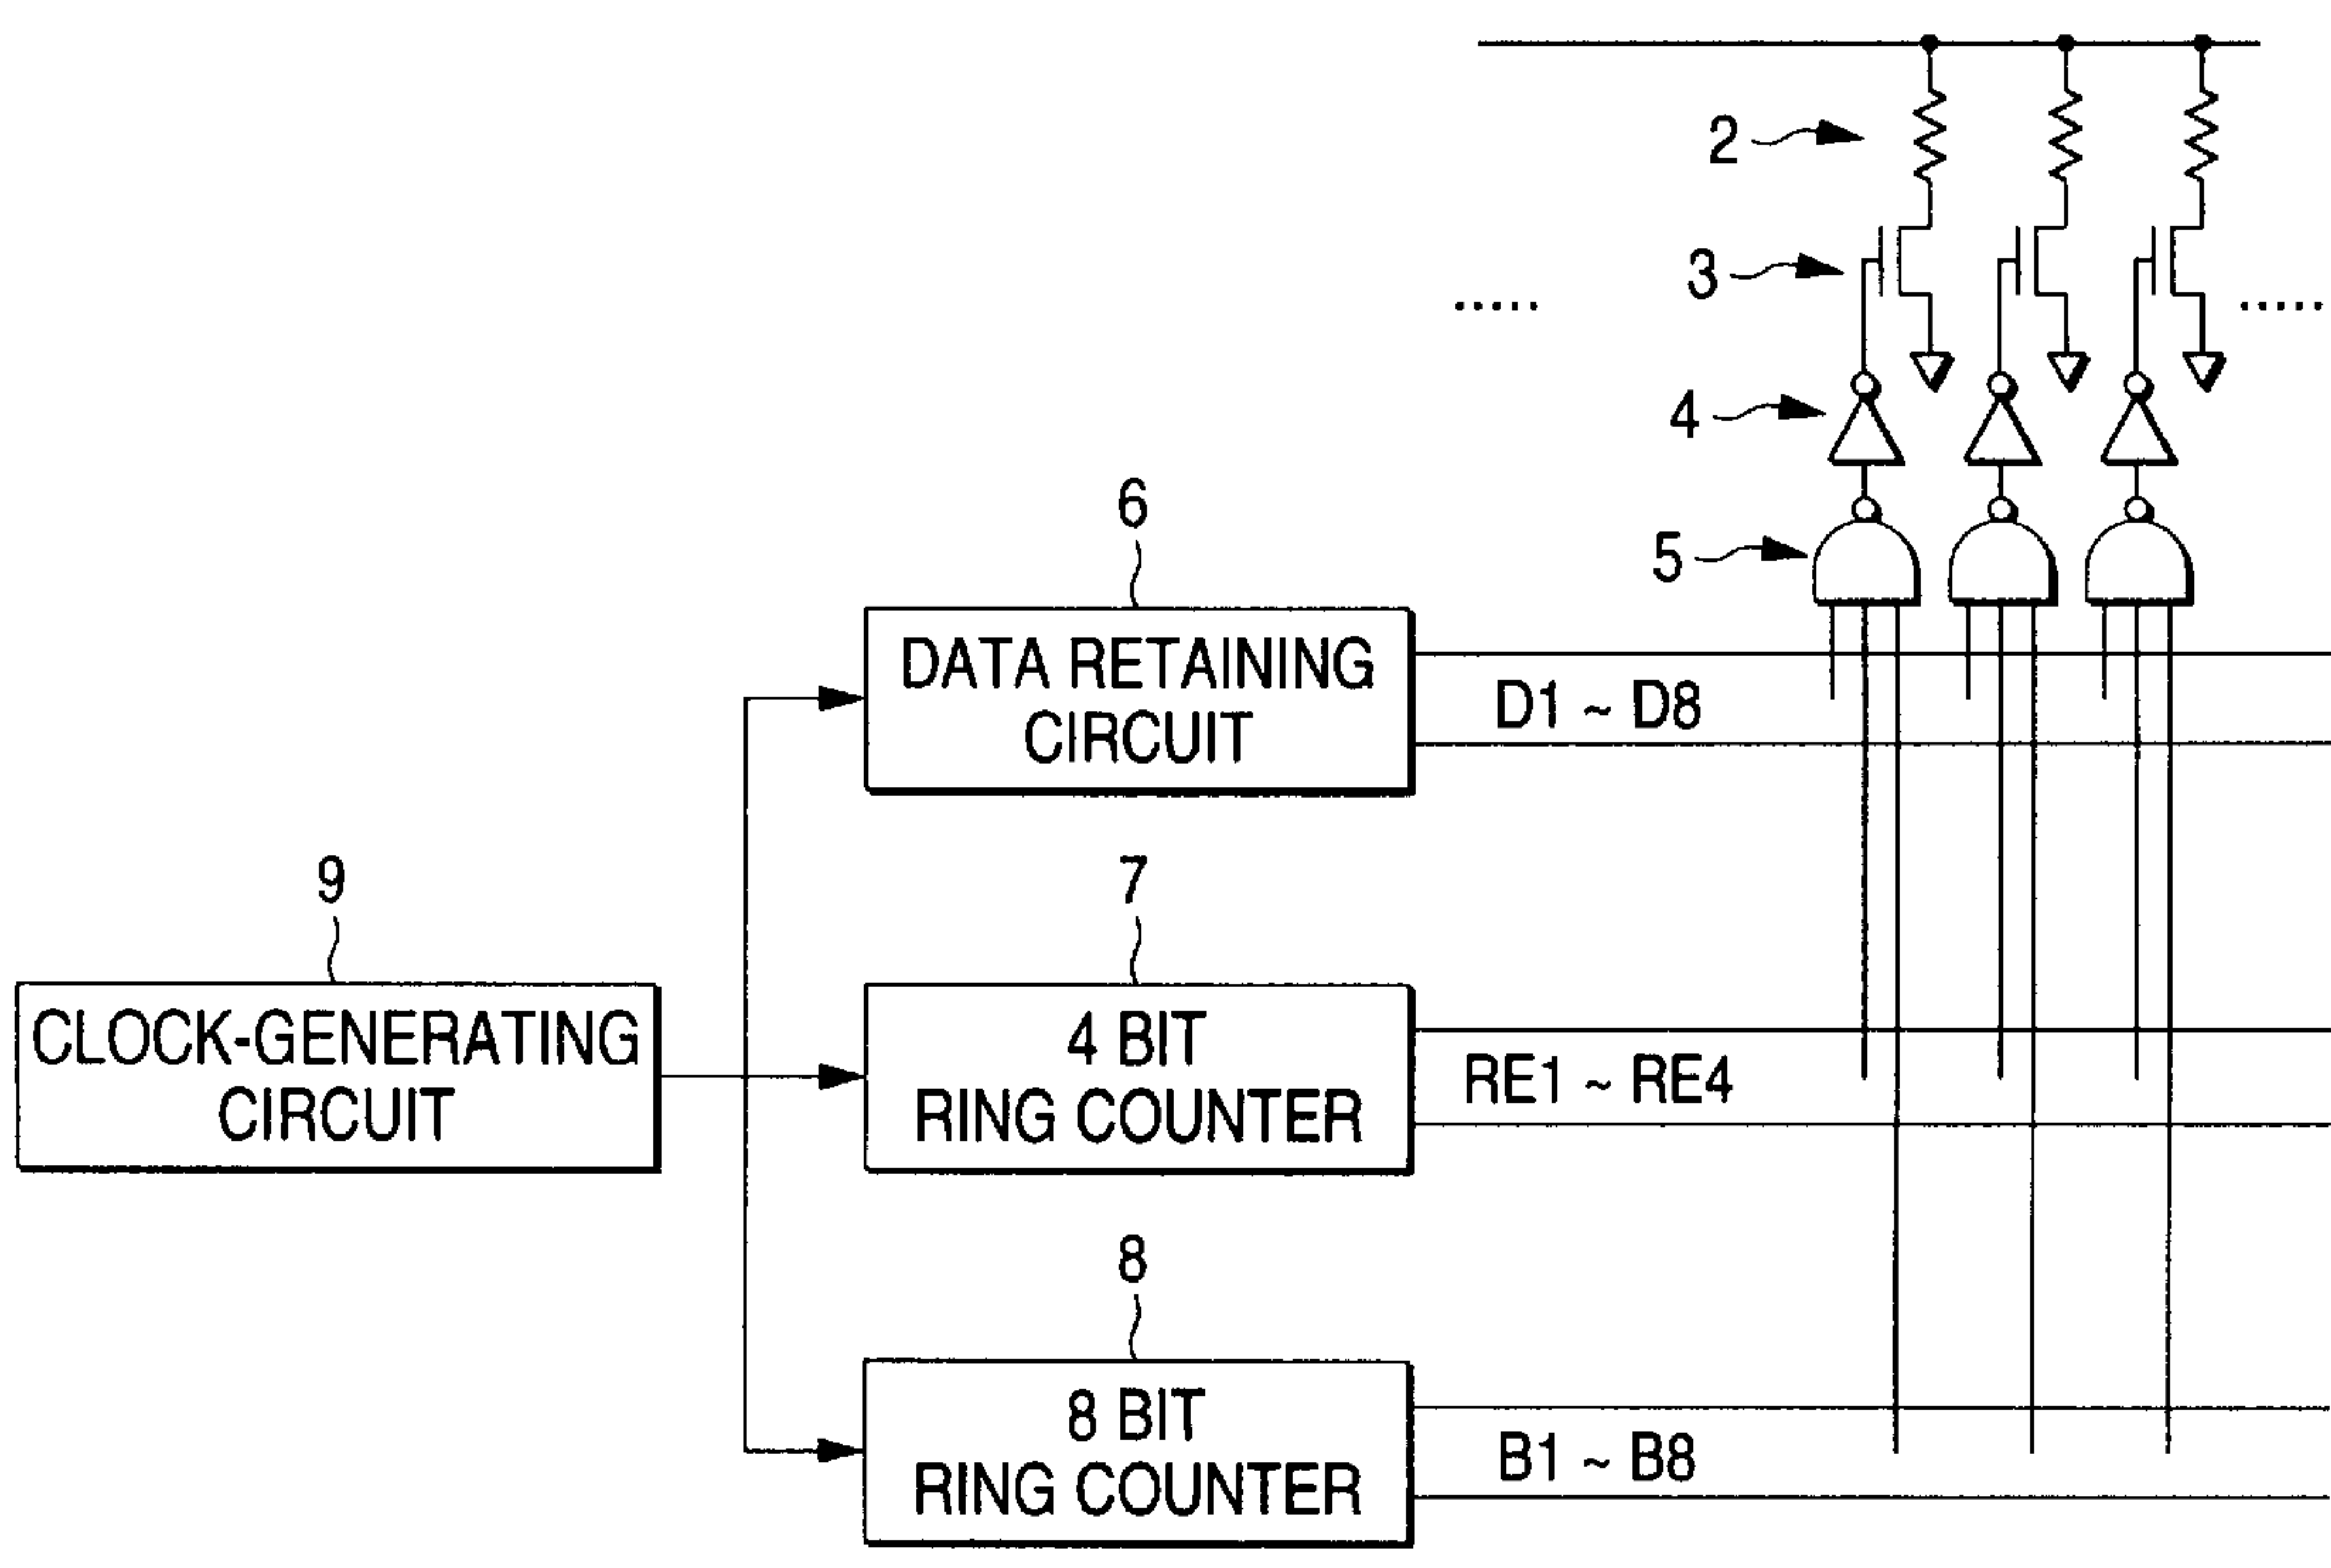 2
3
.....
.....
4
6
5
DATA RETAINING
CIRCUIT
D1 ~ D8
9
7
CLOCK-GENERATING
CIRCUIT
4 BIT
RING COUNTER
RE1 ~ RE4
8
8 BIT
RING COUNTER
B1 ~ B8